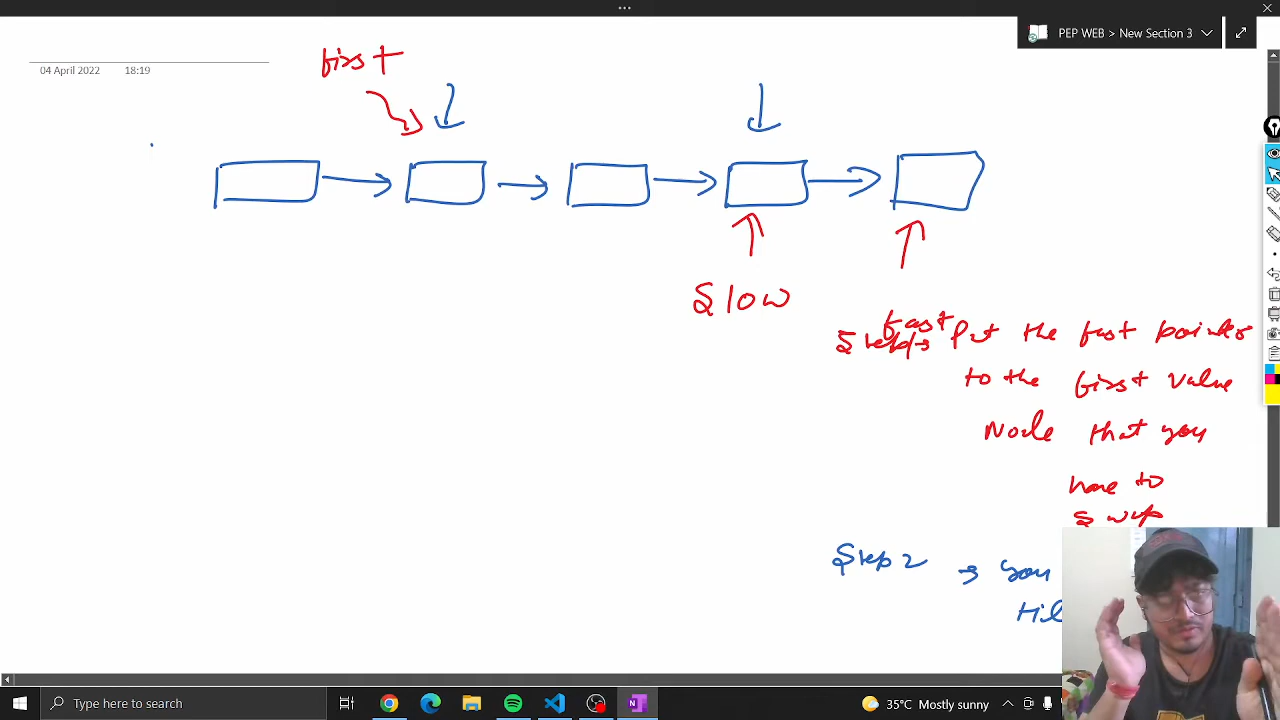 PEP WEB > New Section 3
first
04 April 2022 18:19
slow
fast
Step 1 → Put the fast pointer
to the first value
Node that you
have to
swap
Step 2 → you
till
Type here to search
35°C Mostly sunny